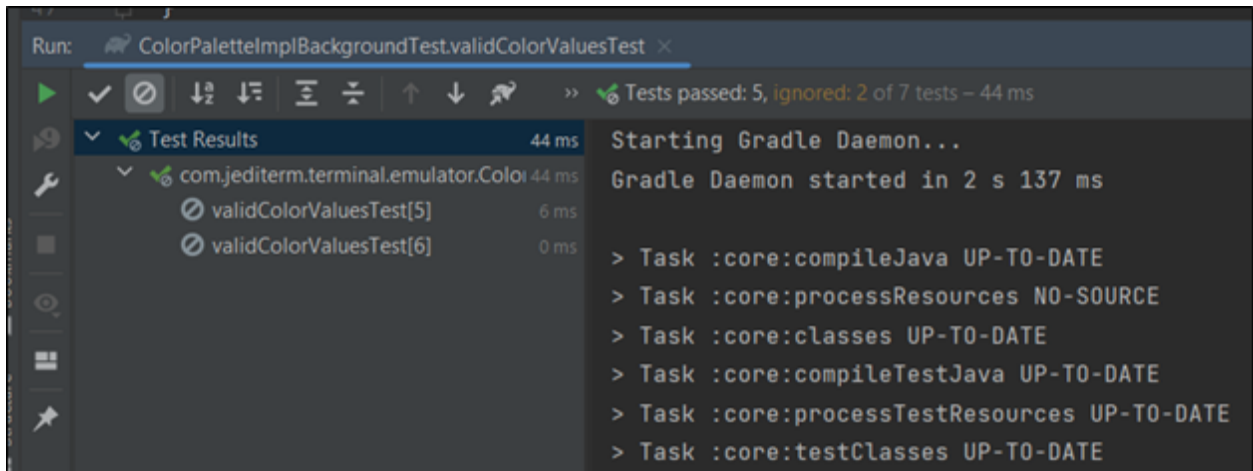 Run: ColorPaletteImplBackgroundTest.validColorValuesTest
Tests passed: 5, ignored: 2 of 7 tests – 44 ms
Test Results 44 ms
com.jediterm.terminal.emulator.Colo 44 ms
validColorValuesTest[5] 6 ms
validColorValuesTest[6] 0 ms
Starting Gradle Daemon...
Gradle Daemon started in 2 s 137 ms
> Task :core:compileJava UP-TO-DATE
> Task :core:processResources NO-SOURCE
> Task :core:classes UP-TO-DATE
> Task :core:compileTestJava UP-TO-DATE
> Task :core:processTestResources UP-TO-DATE
> Task :core:testClasses UP-TO-DATE